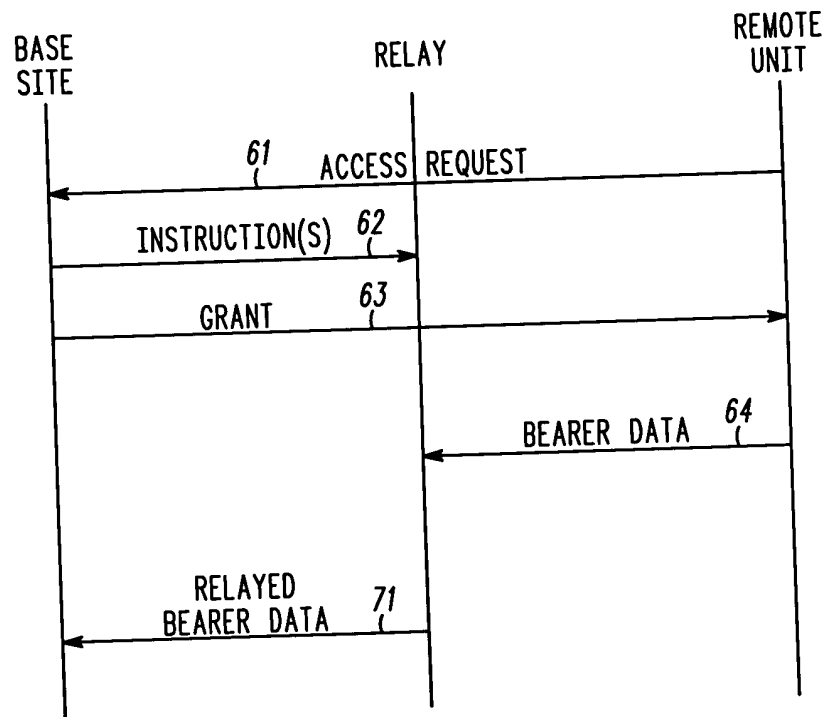 BASE
SITE
RELAY
REMOTE
UNIT
61
ACCESS REQUEST
INSTRUCTION(S)
62
GRANT
63
BEARER DATA
64
RELAYED
BEARER DATA
71